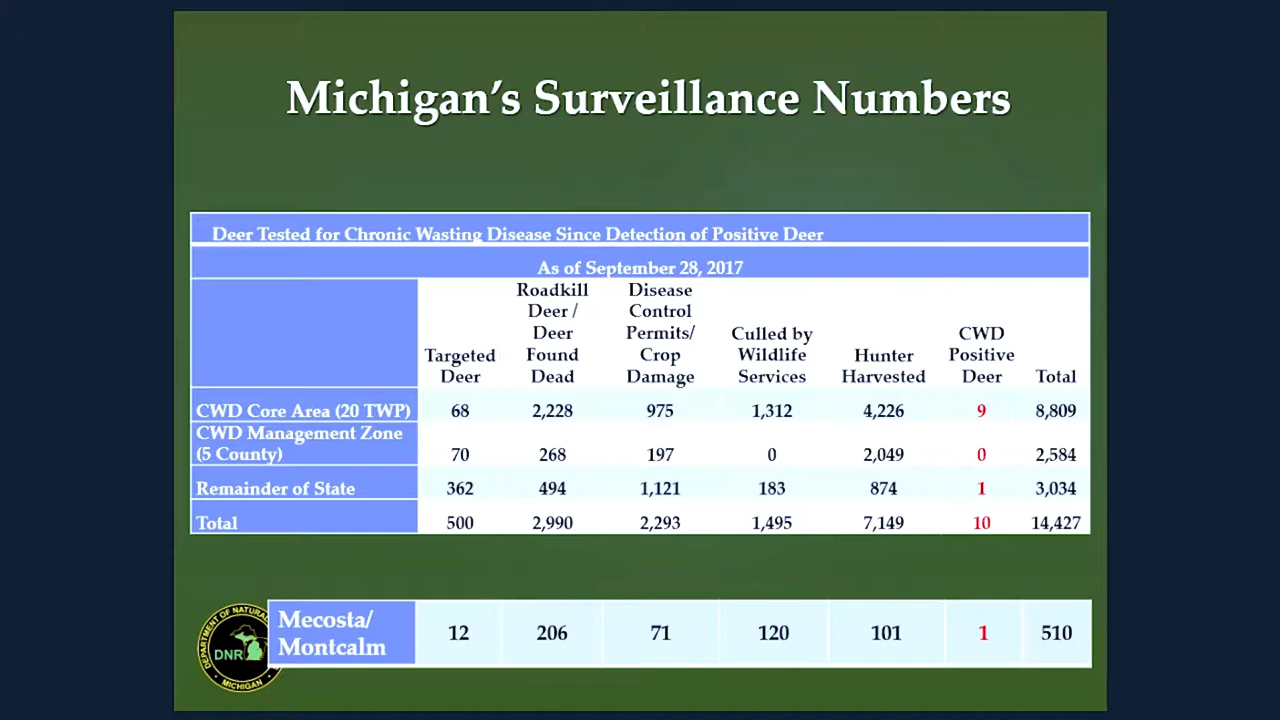 Michigan's Surveillance Numbers
Deer Tested for Chronic Wasting Disease Since Detection of Positive Deer
As of September 28, 2017
Targeted Deer
Roadkill Deer / Deer Found Dead
Disease Control Permits/ Crop Damage
Culled by Wildlife Services
Hunter Harvested
CWD Positive Deer
Total
CWD Core Area (20 TWP) 68 2,228 975 1,312 4,226 9 8,809
CWD Management Zone
(5 County) 70 268 197 0 2,049 0 2,584
Remainder of State 362 494 1,121 183 874 1 3,034
Total 500 2,990 2,293 1,495 7,149 10 14,427
Mecosta/
Montcalm 12 206 71 120 101 1 510
DEPARTMENT OF NATURAL
DNR
MICHIGAN